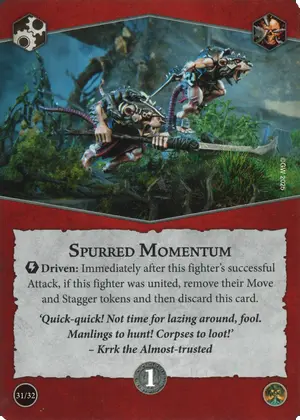 ©GW 2025
SPURRED MOMENTUM
Driven: Immediately after this fighter's successful
Attack, if this fighter was united, remove their Move
and Stagger tokens and then discard this card.
‘Quick-quick! Not time for lazing around, fool.
Manlings to hunt! Corpses to loot!’
– Krrk the Almost-trusted
31/32
1